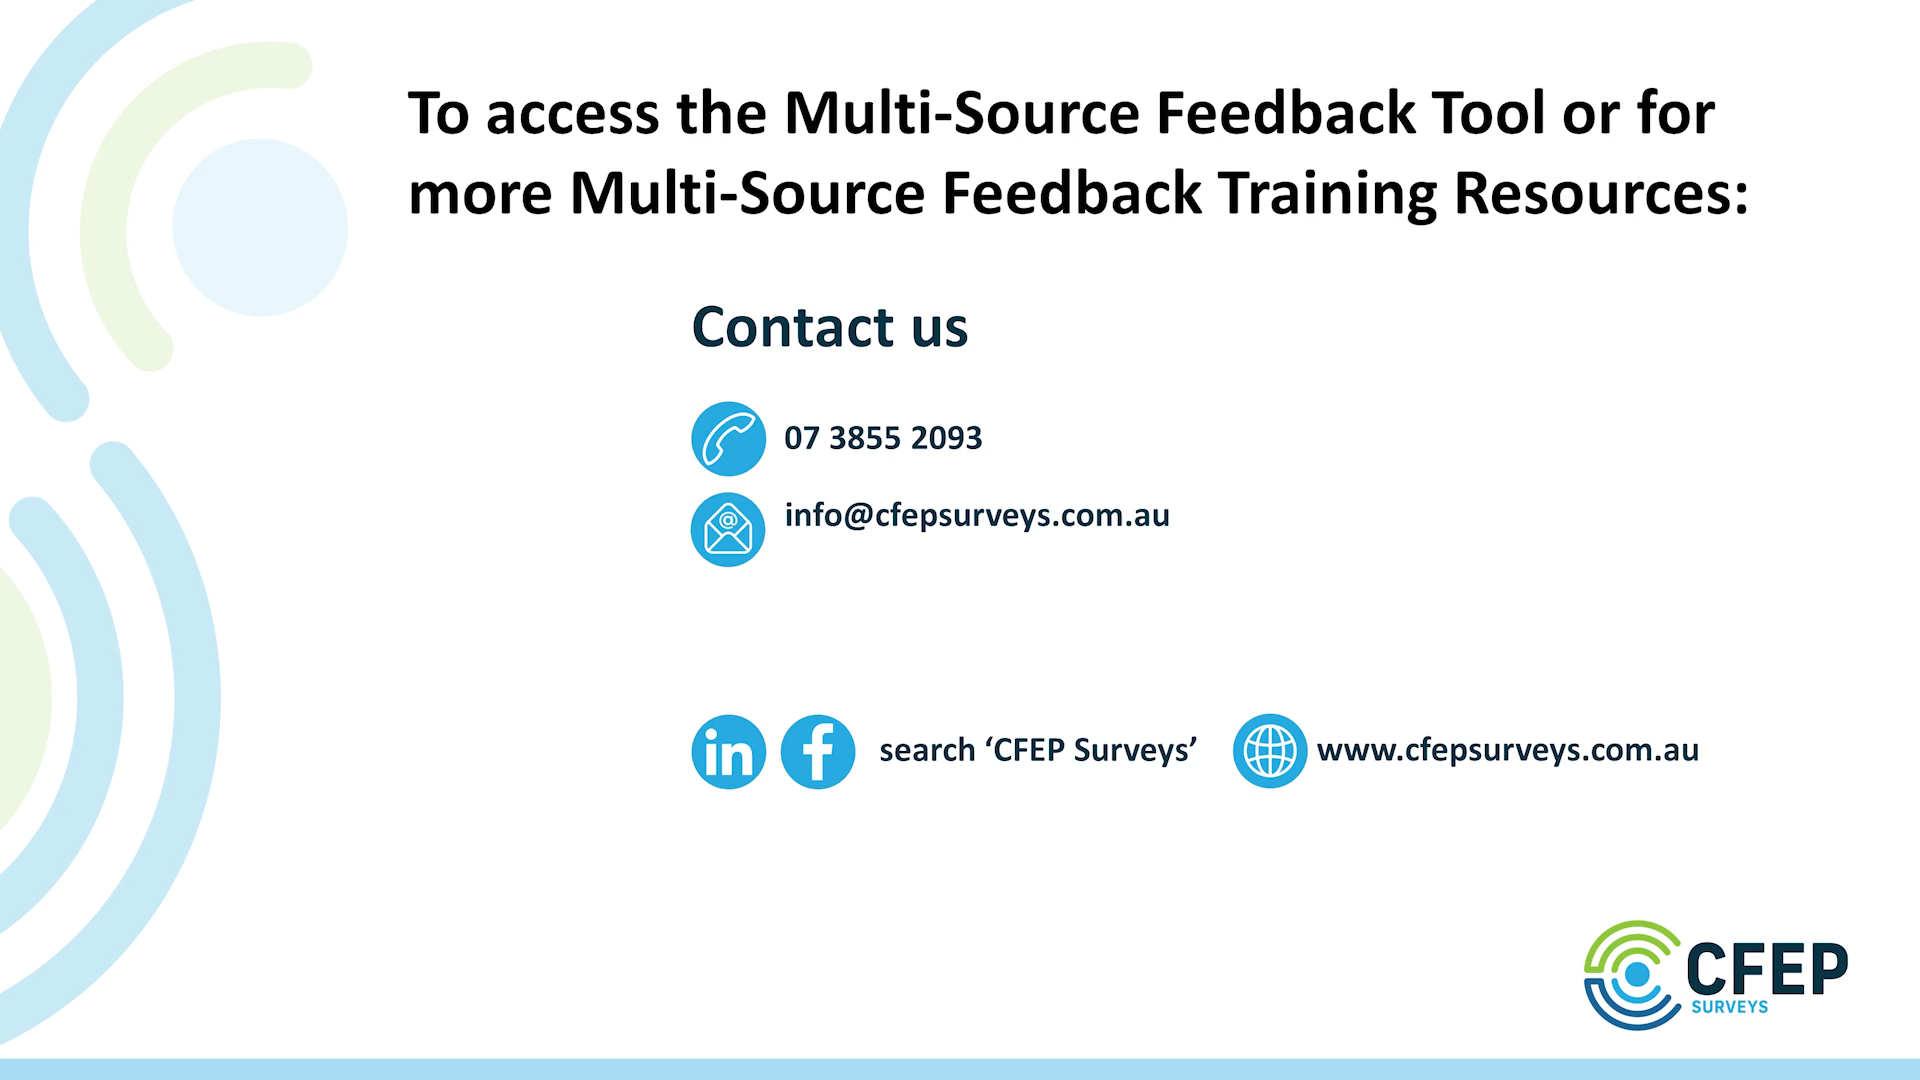 To access the Multi-Source Feedback Tool or for
more Multi-Source Feedback Training Resources:
Contact us
07 3855 2093
@
info@cfepsurveys.com.au
in f search ‘CFEP Surveys’ www.cfepsurveys.com.au
CFEP
SURVEYS